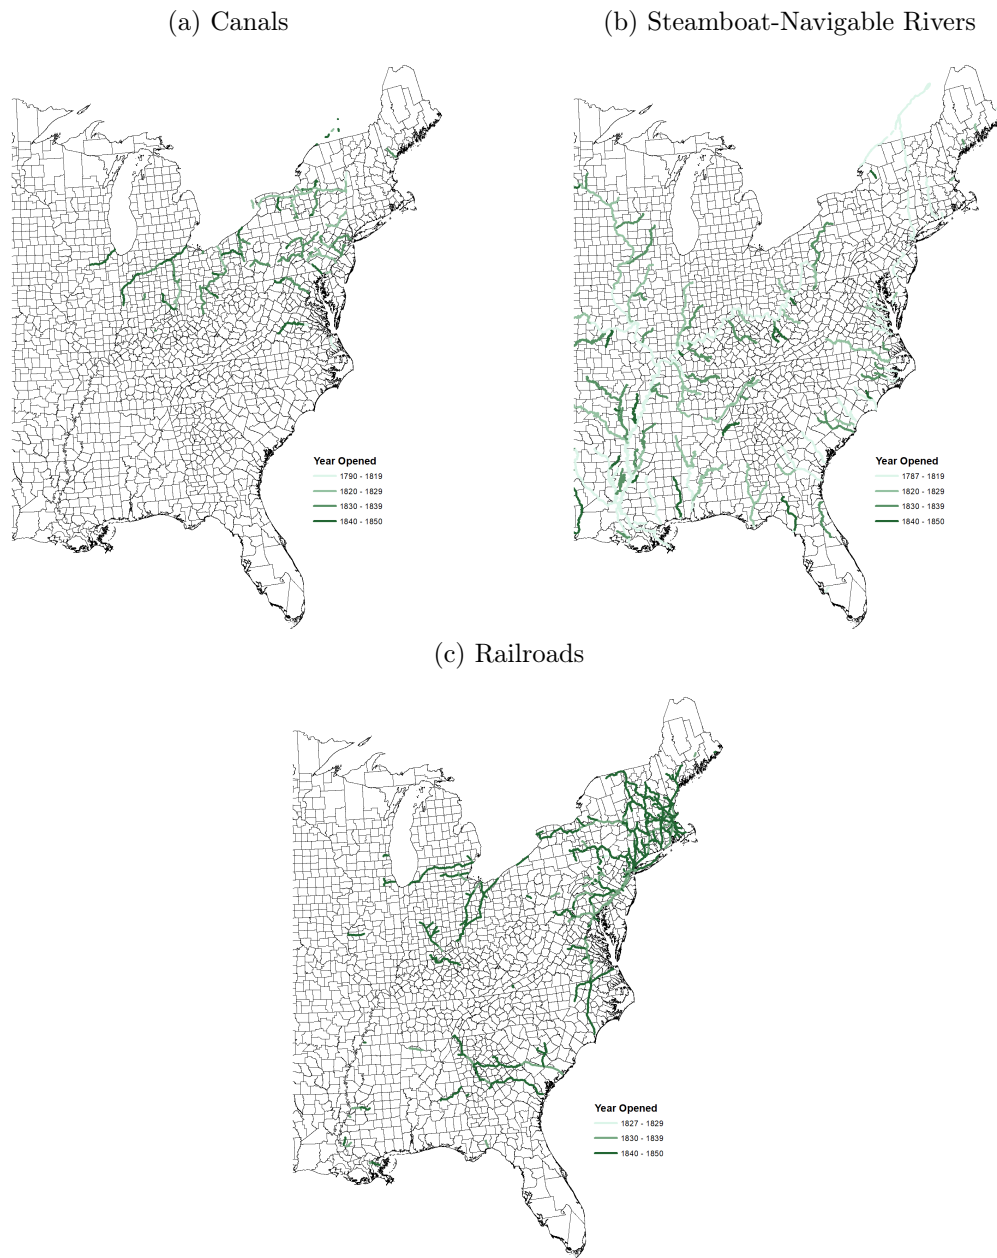 (a) Canals
(b) Steamboat-Navigable Rivers
Year Opened
1790 - 1819
1820 - 1829
1830 - 1839
1840 - 1850
Year Opened
1787 - 1819
1820 - 1829
1830 - 1839
1840 - 1850
(c) Railroads
Year Opened
1827 - 1829
1830 - 1839
1840 - 1850